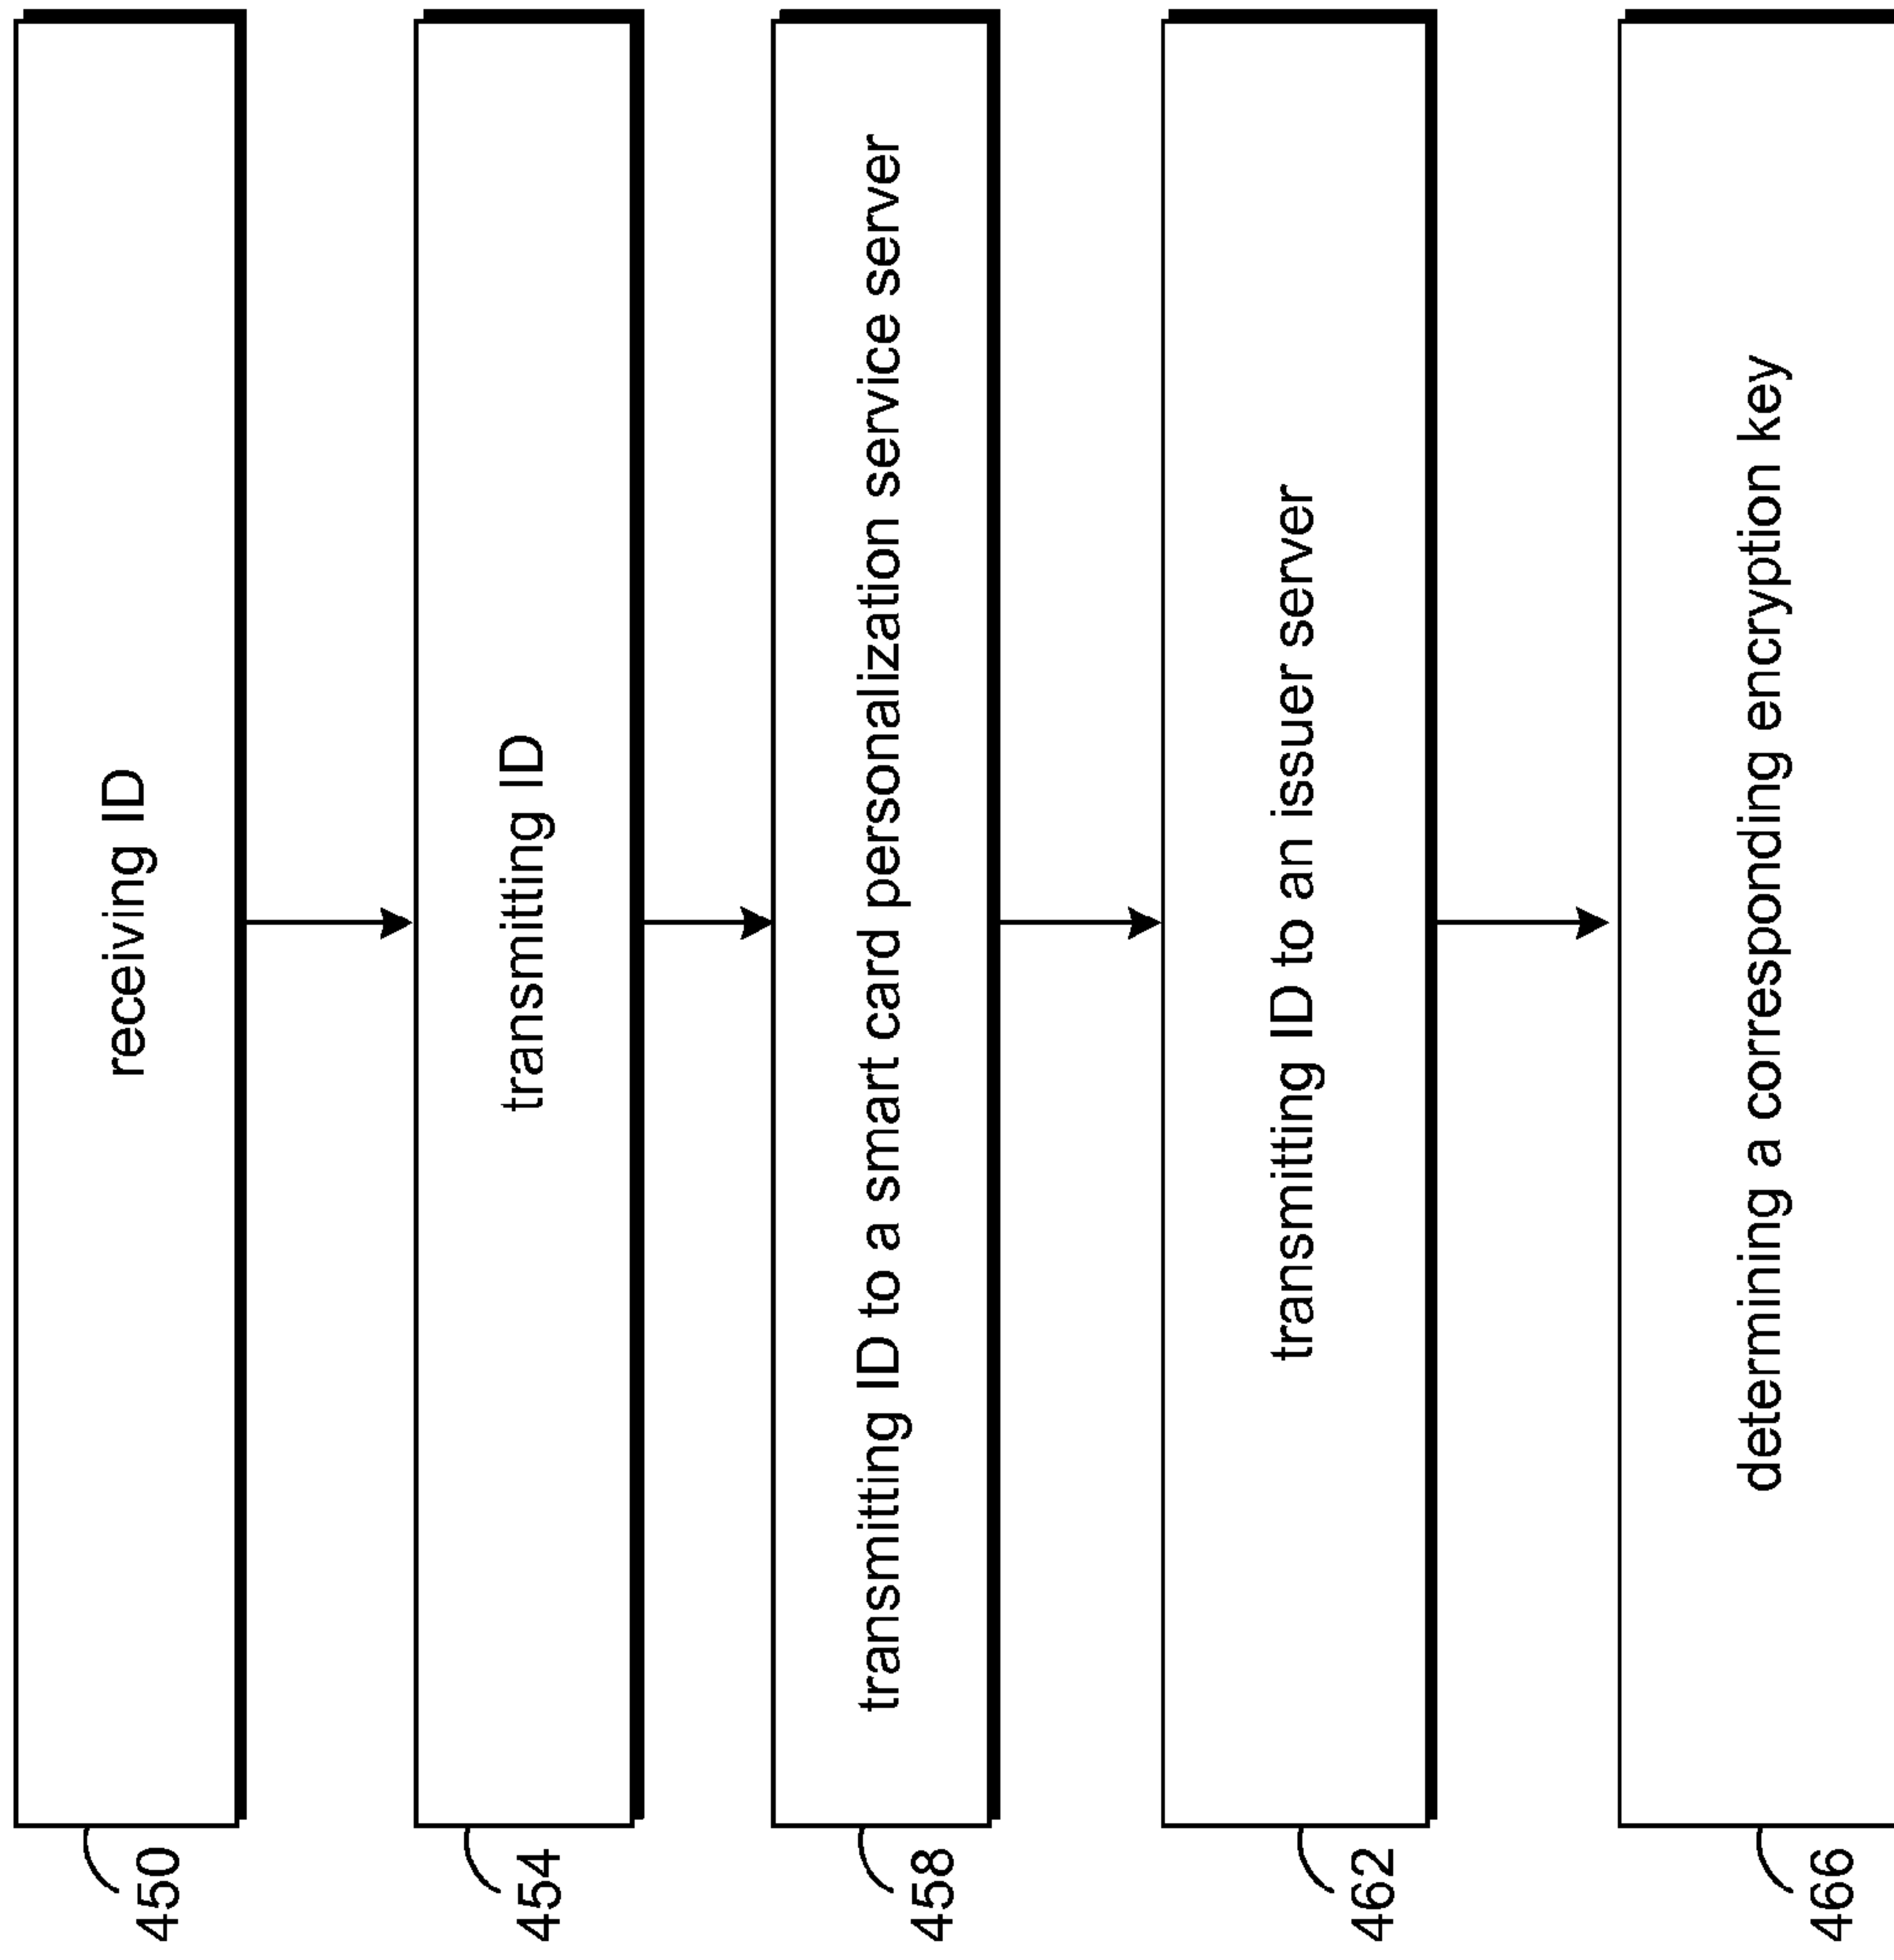 450
receiving ID
454
transmitting ID
458
transmitting ID to a smart card personalization service server
462
transmitting ID to an issuer server
466
determining a corresponding encryption key